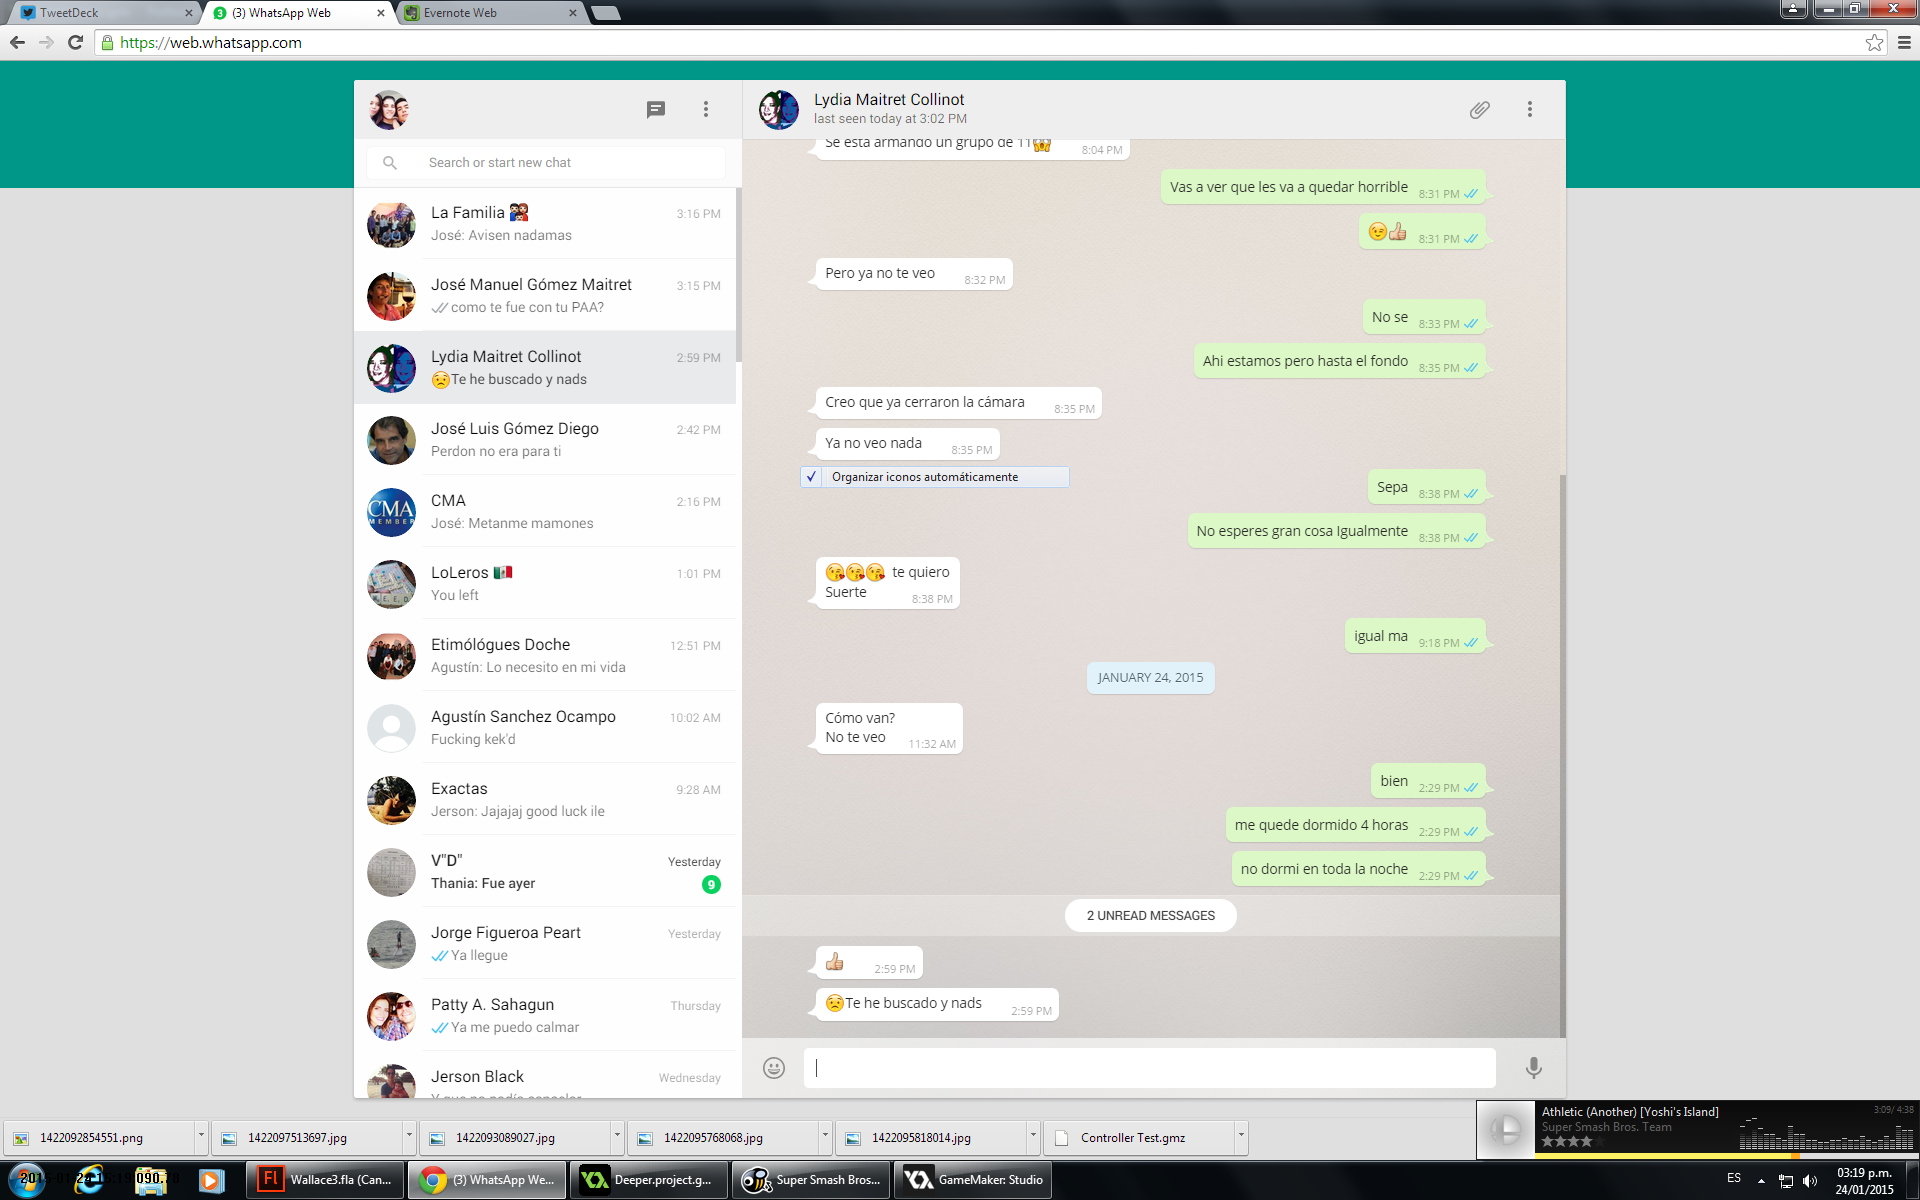 TweetDeck
(3) WhatsApp Web
Evernote Web
https://web.whatsapp.com
Search or start new chat
La Familia
3:16 PM
José: Avisen nadamas
José Manuel Gómez Maitret
3:15 PM
como te fue con tu PAA?
Lydia Maitret Collinot
2:59 PM
Te he buscado y nads
José Luis Gómez Diego
2:42 PM
Perdon no era para ti
CMA
2:16 PM
José: Metanme mamones
CMA
MEMBER
LoLeros
1:01 PM
You left
Etimólógues Doche
12:51 PM
Agustín: Lo necesito en mi vida
Agustín Sanchez Ocampo
10:02 AM
Fucking kek'd
Exactas
9:28 AM
Jerson: Jajajaj good luck ile
V"D"
Yesterday
Thania: Fue ayer
9
Jorge Figueroa Peart
Yesterday
Ya llegue
Patty A. Sahagun
Thursday
Ya me puedo calmar
Jerson Black
Wednesday
Lydia Maitret Collinot
last seen today at 3:02 PM
Se esta armando un grupo de 11
8:04 PM
Vas a ver que les va a quedar horrible
8:31 PM
8:31 PM
Pero ya no te veo
8:32 PM
No se
8:33 PM
Ahi estamos pero hasta el fondo
8:35 PM
Creo que ya cerraron la cámara
8:35 PM
Ya no veo nada
8:35 PM
Organizar iconos automáticamente
Sepa
8:38 PM
No esperes gran cosa Igualmente
8:38 PM
te quiero
Suerte
8:38 PM
igual ma
9:18 PM
JANUARY 24, 2015
Cómo van?
No te veo
11:32 AM
bien
2:29 PM
me quede dormido 4 horas
2:29 PM
no dormi en toda la noche
2:29 PM
2 UNREAD MESSAGES
2:59 PM
Te he buscado y nads
2:59 PM
1422092854551.png
1422097513697.jpg
1422093089027.jpg
1422095768068.jpg
1422095818014.jpg
Controller Test.gmz
Athletic (Another) [Yoshi's Island]
3:09/ 4:38
Super Smash Bros. Team
Wallace3.fla (Can...
(3) WhatsApp We...
Deeper.project.g...
Super Smash Bros...
GameMaker: Studio
ES
03:19 p.m.
24/01/2015